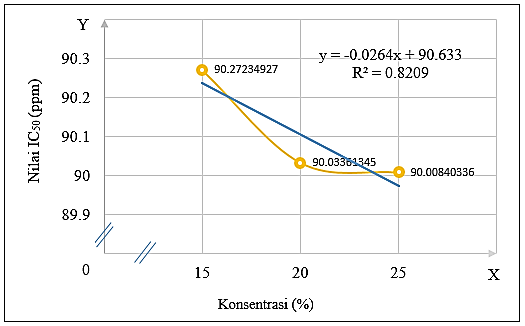 Y
y = -0.0264x + 90.633
R² = 0.8209
90.3
90.2
90.1
90
89.9
0
Nilai IC50 (ppm)
90.27234927
90.03361345
90.00840336
15
20
25
X
Konsentrasi (%)